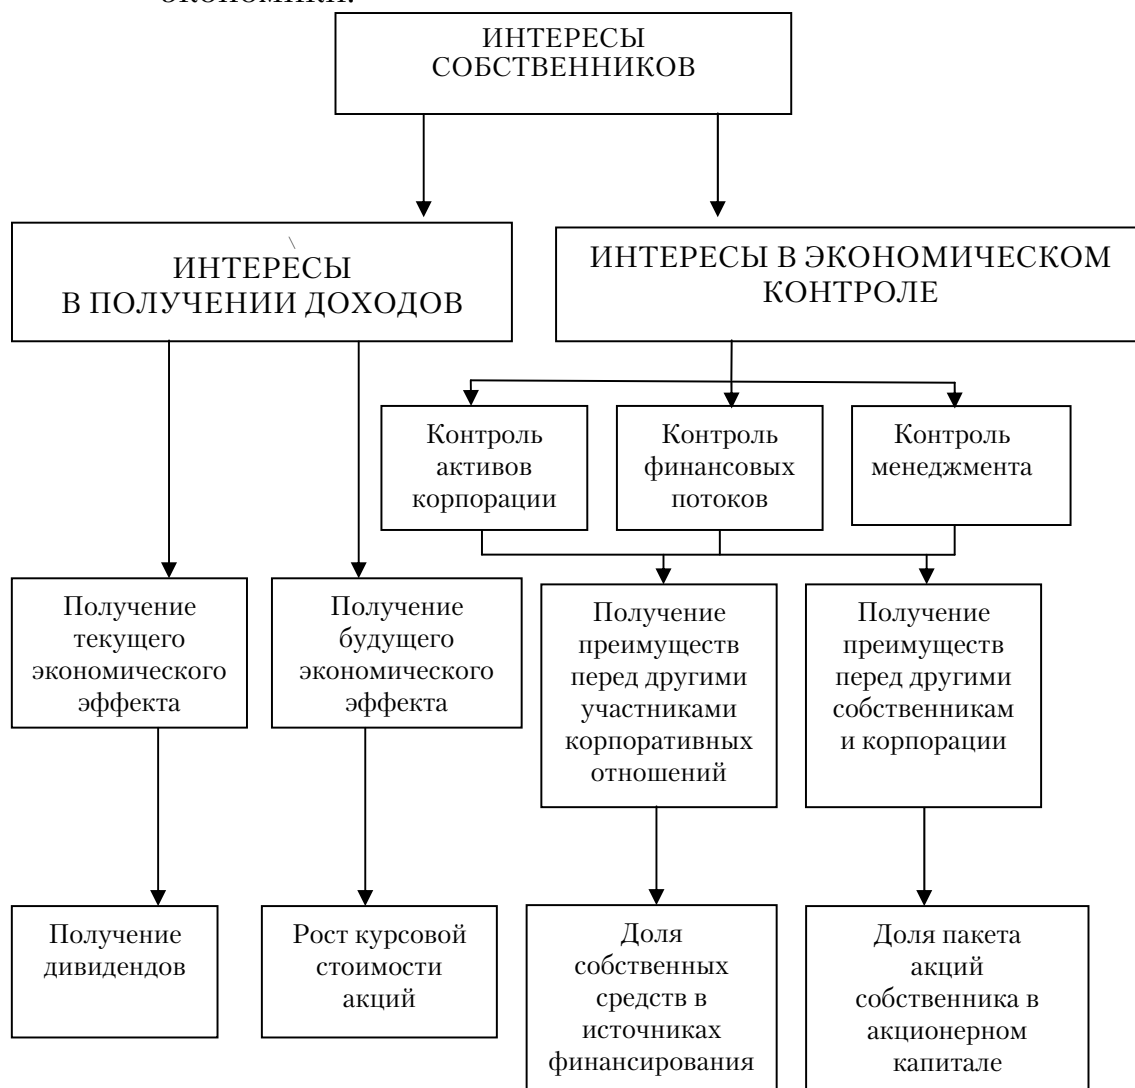 экономики.
ИНТЕРЕСЫ
СОБСТВЕННИКОВ
ИНТЕРЕСЫ
В ПОЛУЧЕНИИ ДОХОДОВ
ИНТЕРЕСЫ В ЭКОНОМИЧЕСКОМ
КОНТРОЛЕ
Контроль
активов
корпорации
Контроль
финансовых
потоков
Контроль
менеджмента
Получение
текущего
экономического
эффекта
Получение
будущего
экономического
эффекта
Получение
преимуществ
перед другими
участниками
корпоративных
отношений
Получение
преимуществ
перед другими
собственникам
и корпорации
Получение
дивидендов
Рост курсовой
стоимости
акций
Доля
собственных
средств в
источниках
финансирования
Доля пакета
акций
собственника в
акционерном
капитале